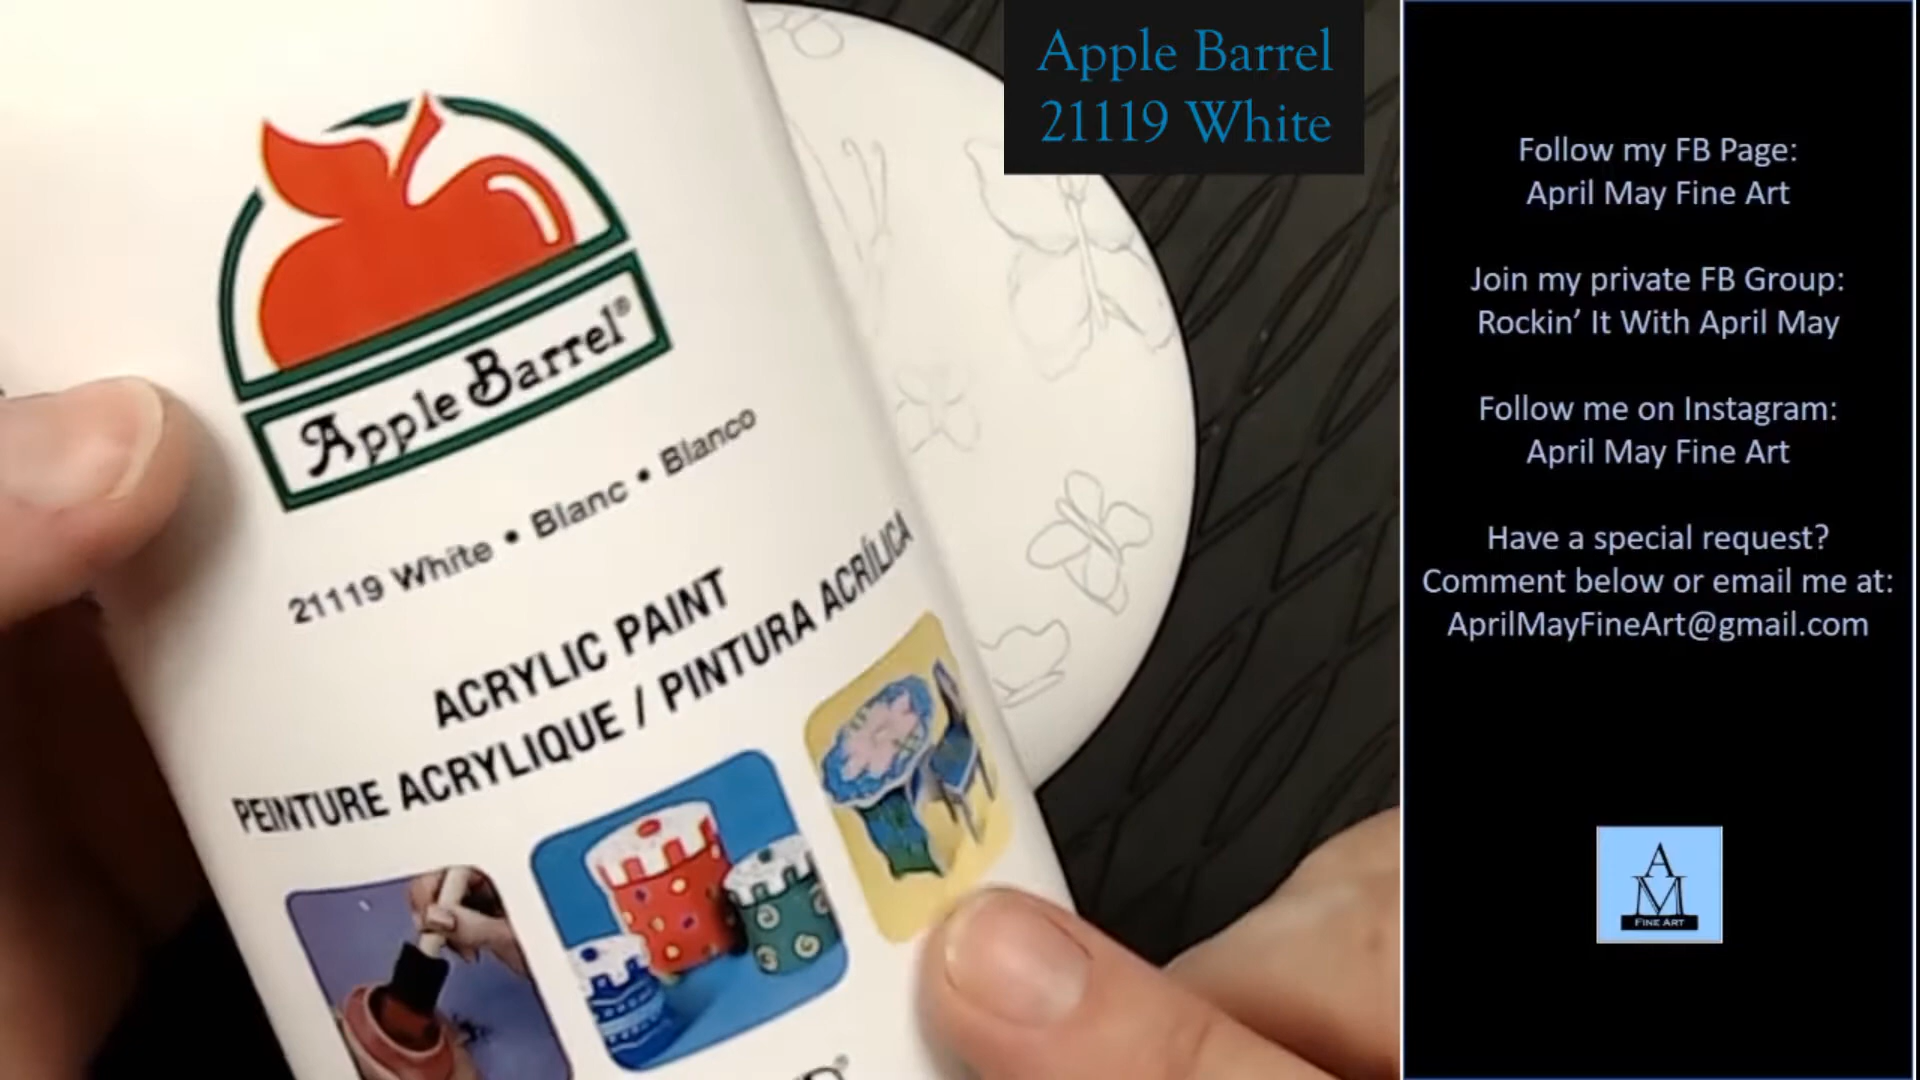 Apple Barrel
21119 White
Apple Barrel®
21119 White • Blanc • Blanco
ACRYLIC PAINT
PEINTURE ACRYLIQUE / PINTURA ACRÍLICA
Follow my FB Page:
April May Fine Art
Join my private FB Group:
Rockin’ It With April May
Follow me on Instagram:
April May Fine Art
Have a special request?
Comment below or email me at:
AprilMayFineArt@gmail.com
AM
FINE ART